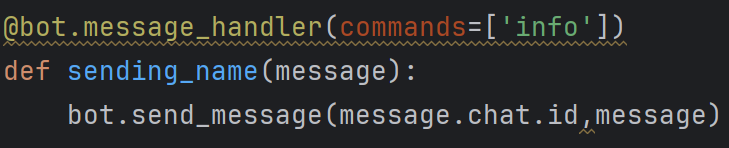 @bot.message_handler(commands=['info'])
def sending_name(message):
    bot.send_message(message.chat.id,message)